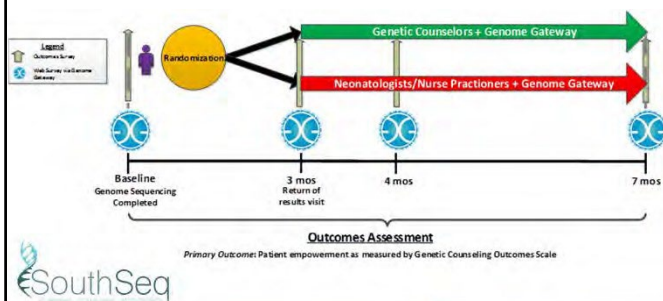 Legend
Outcomes Survey
Web Survey via Genome
Gateway
Randomization
Genetic Counselors + Genome Gateway
Neonatologists/Nurse Practioners + Genome Gateway
Baseline
Genome Sequencing
Completed
3 mos
Return of
results visit
4 mos
7 mos
Outcomes Assessment
Primary Outcome: Patient empowerment as measured by Genetic Counseling Outcomes Scale
SouthSeq